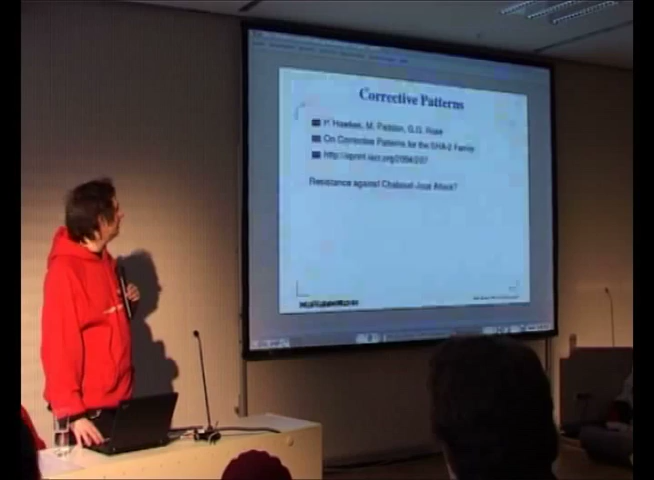 Corrective Patterns
P. Hawkes, M. Paddon, G.G. Rose
On Corrective Patterns for the SHA-2 Family
http://eprint.iacr.org/2004/207
Resistance against Chabaud-Joux Attack?